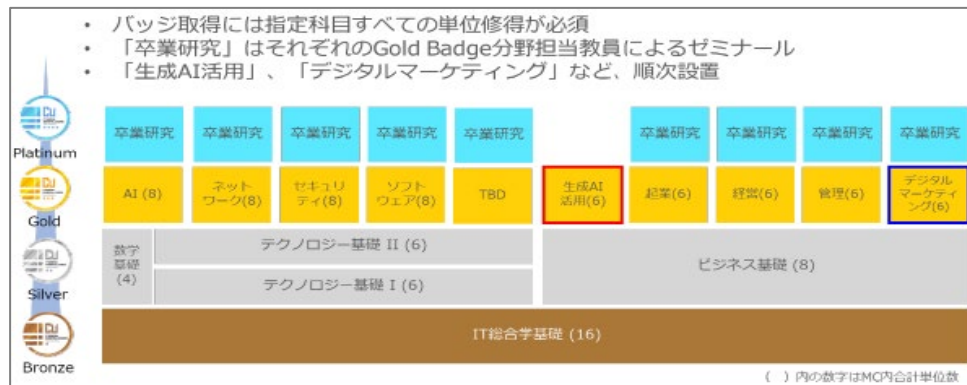 • バッジ取得には指定科目すべての単位修得が必須
• 「卒業研究」はそれぞれのGold Badge分野担当教員によるゼミナール
• 「生成AI活用」、「デジタルマーケティング」など、順次設置
Platinum
卒業研究
卒業研究
卒業研究
卒業研究
卒業研究
卒業研究
卒業研究
卒業研究
卒業研究
Gold
AI (8)
ネット
ワーク(8)
セキュリ
ティ(8)
ソフト
ウェア(8)
TBD
生成AI
活用(6)
起業(6)
経営(6)
管理(6)
デジタル
マーケティ
ング(6)
Silver
数学
基礎
(4)
テクノロジー基礎 II (6)
テクノロジー基礎 I (6)
ビジネス基礎 (8)
Bronze
IT総合学基礎 (16)
( ) 内の数字はMC内合計単位数